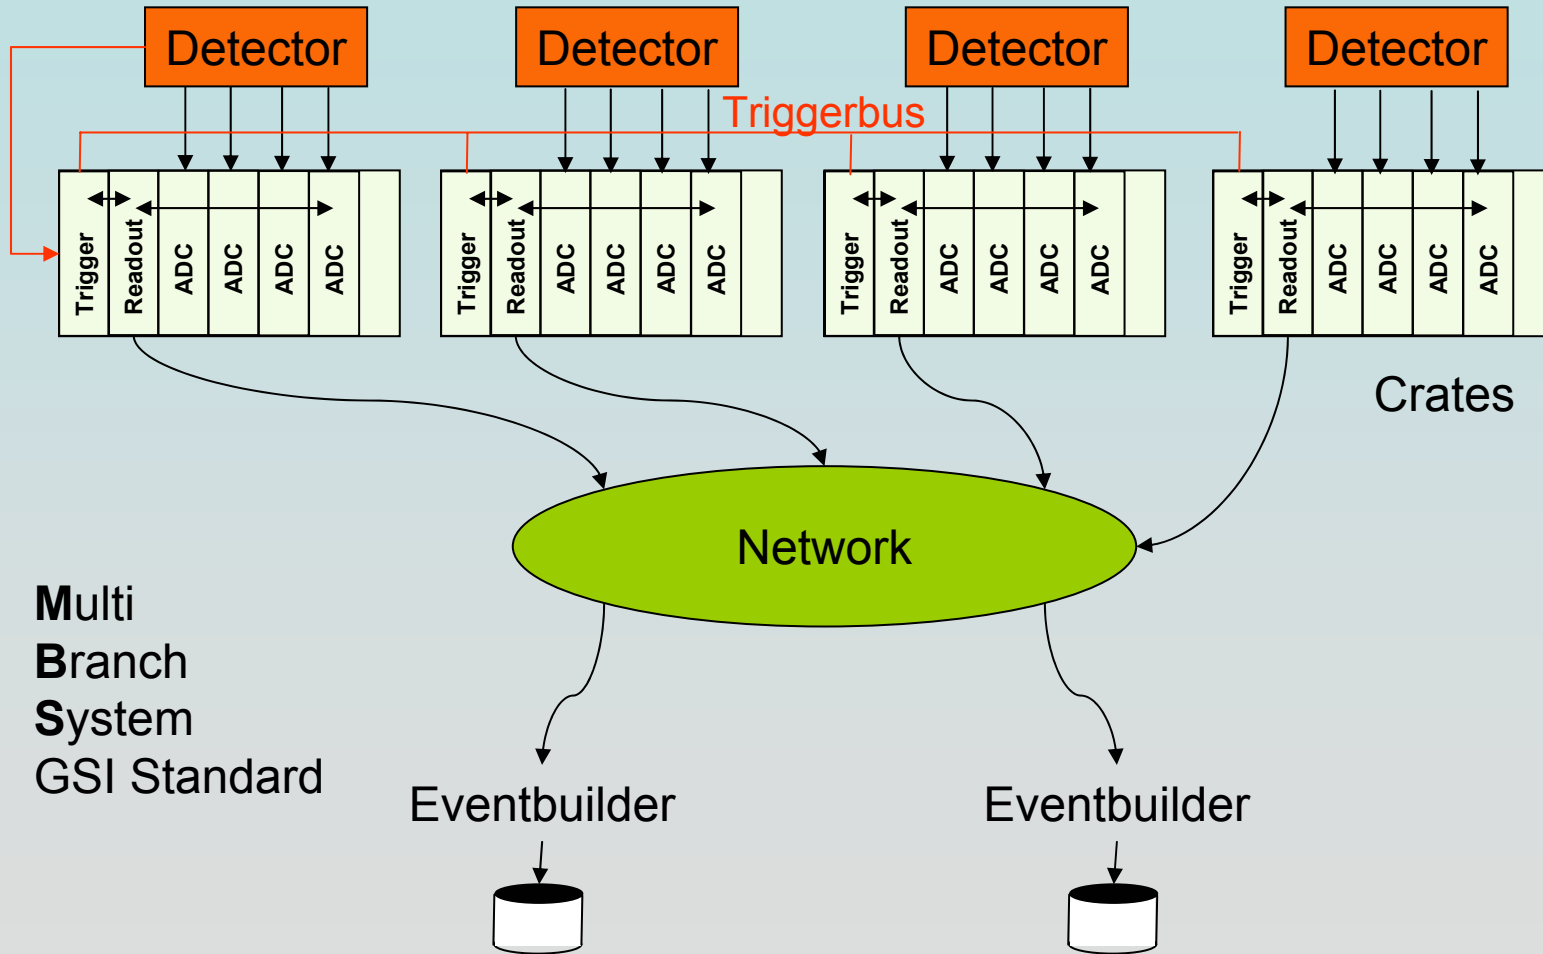 Detector
Detector
Detector
Detector
Triggerbus
Trigger
Readout
ADC
ADC
ADC
ADC
Trigger
Readout
ADC
ADC
ADC
ADC
Trigger
Readout
ADC
ADC
ADC
ADC
Trigger
Readout
ADC
ADC
ADC
ADC
Crates
Network
Multi
Branch
System
GSI Standard
Eventbuilder
Eventbuilder